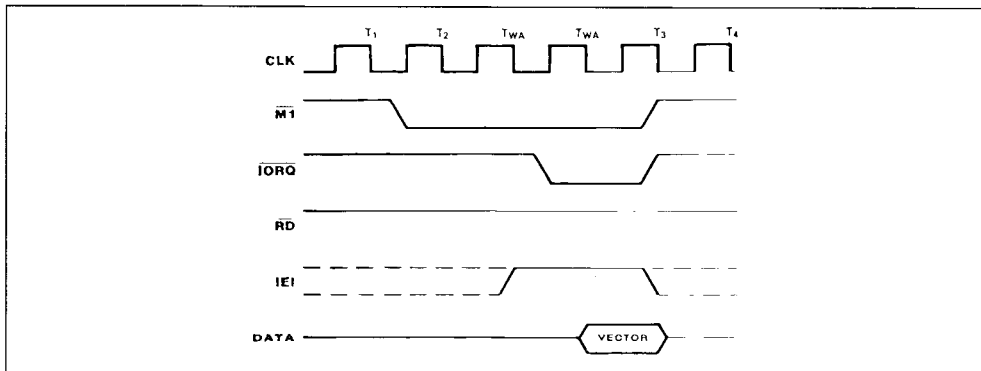 T1 T2 TWA TWA T3 T4
CLK
M1
IORQ
RD
IEI
DATA
VECTOR